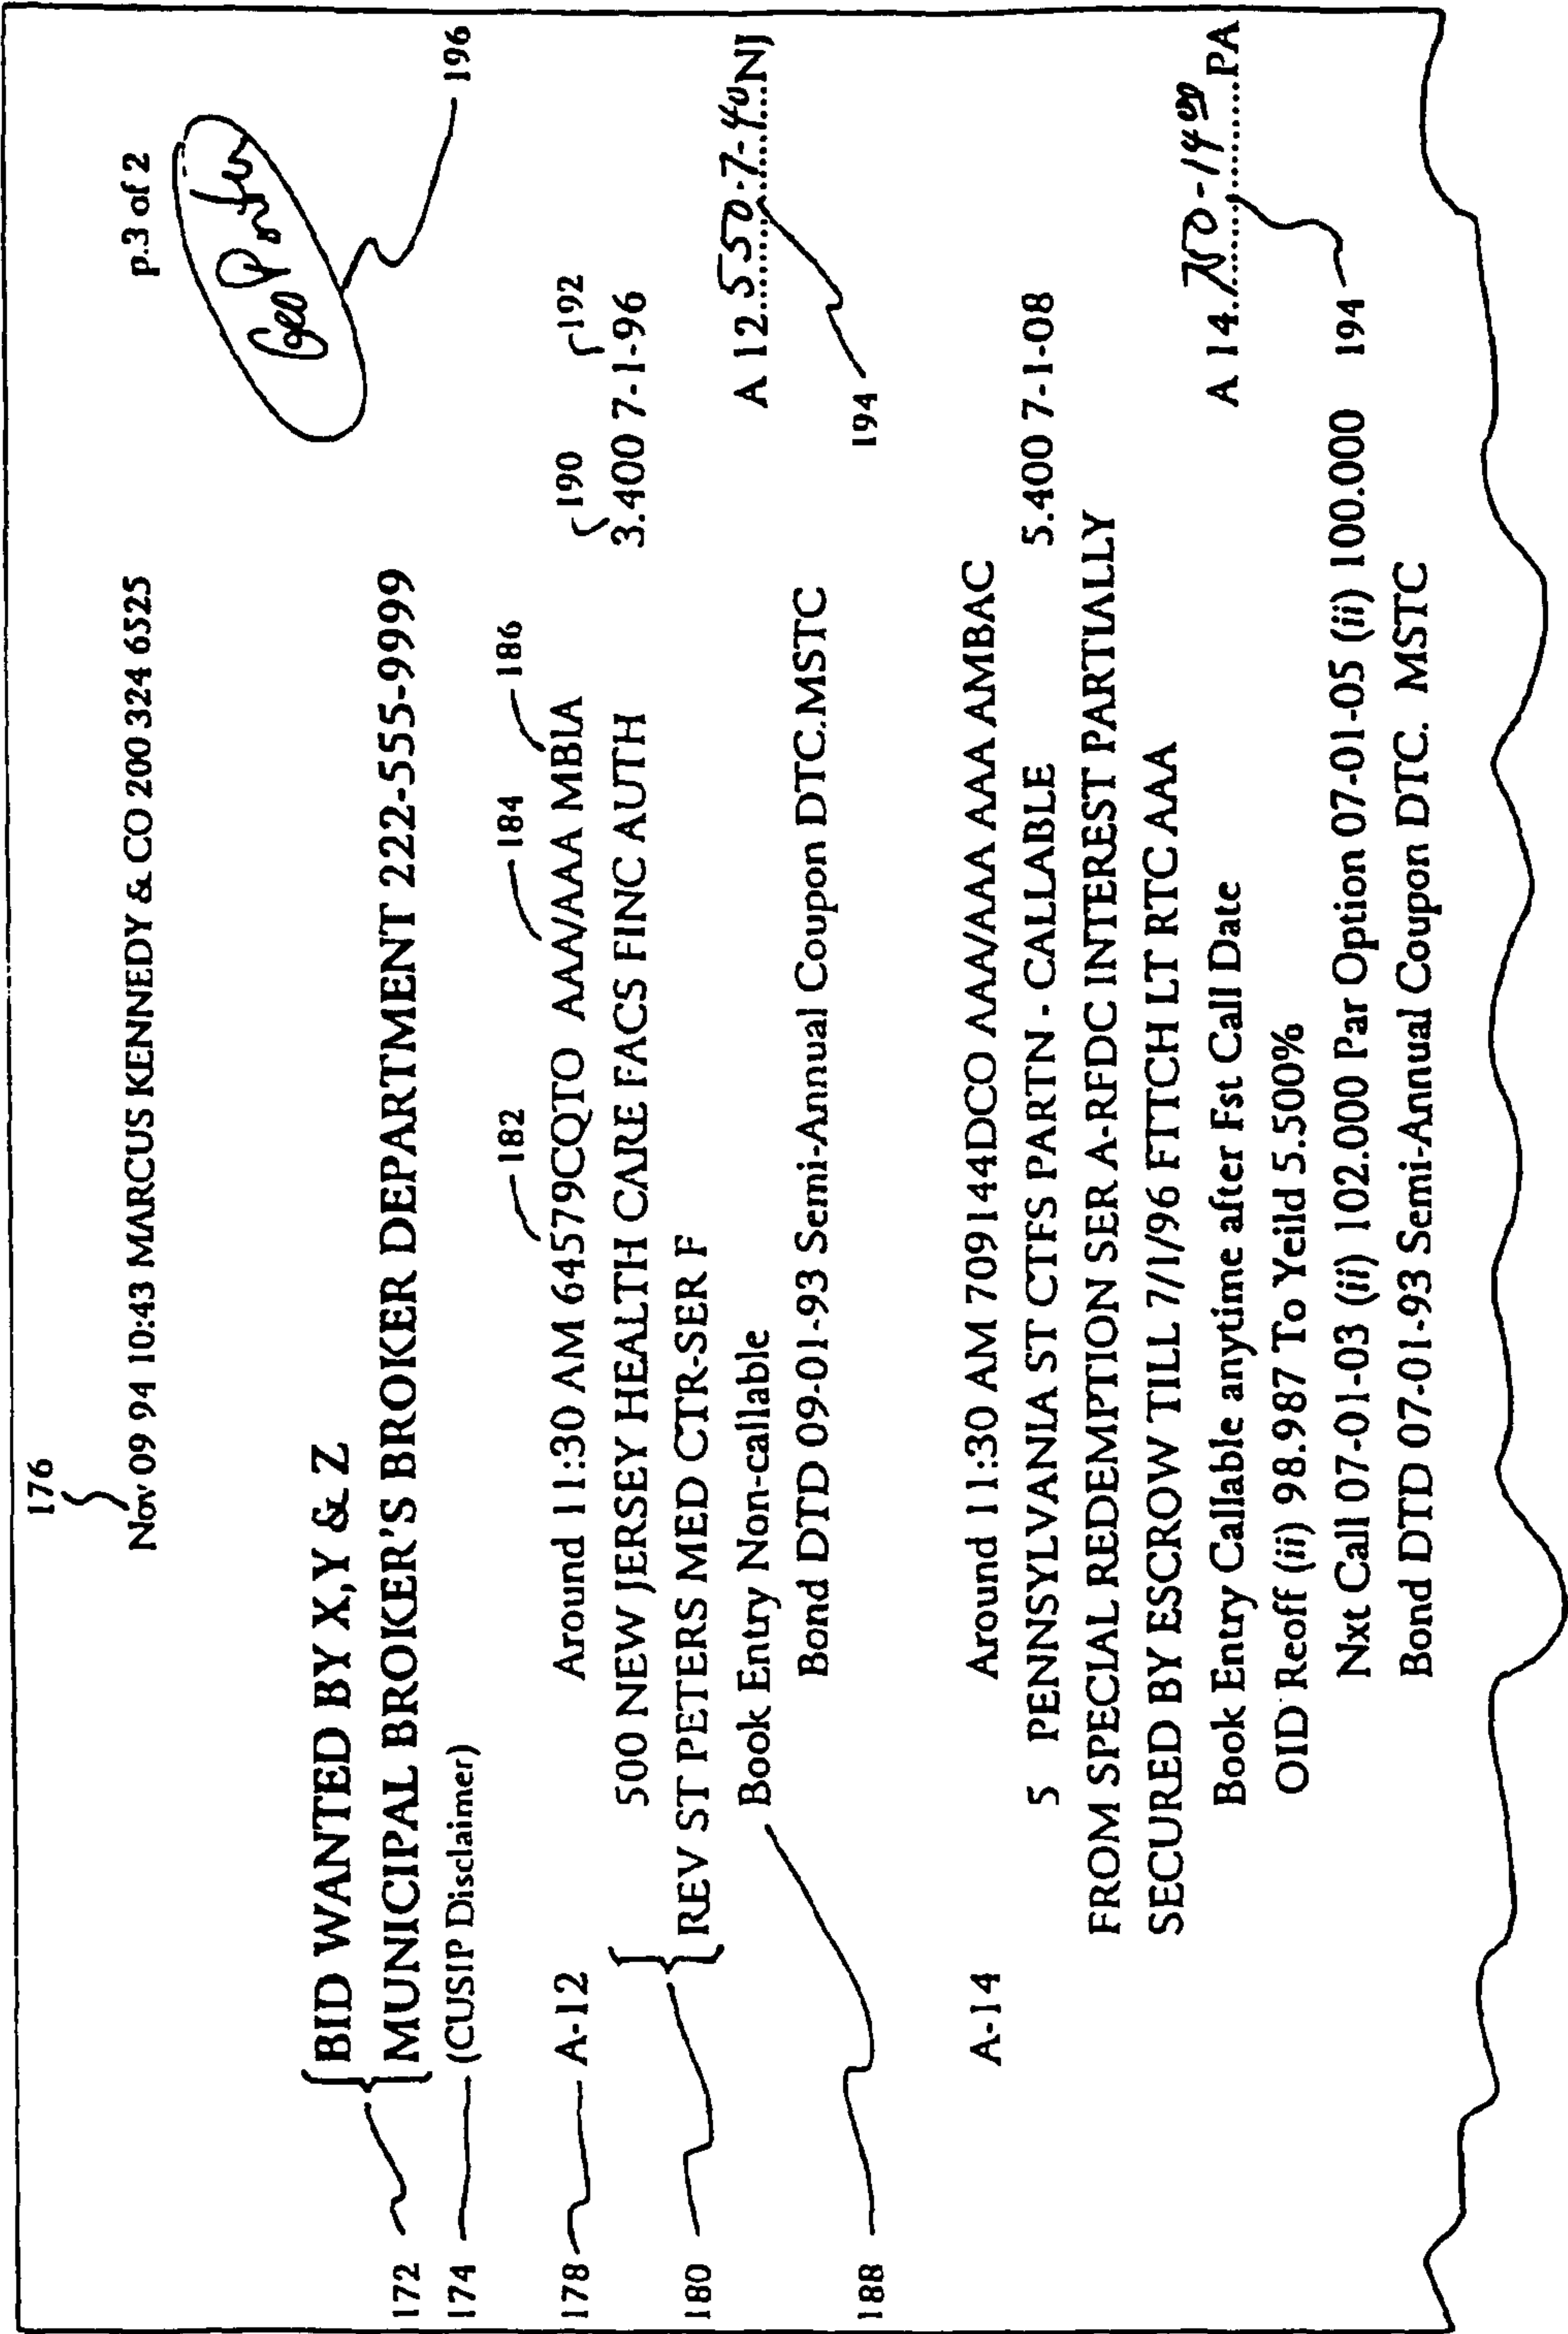 176
Nov 09 94 10:43 MARCUS KENNEDY & CO 200 324 6525 p.3 of 2
Geo
196
172 BID WANTED BY X,Y & Z
MUNICIPAL BROKER'S BROKER DEPARTMENT 222-555-9999
174 (CUSIP Disclaimer)
182 184 186
178 A-12 Around 11:30 AM 64579CQTO AAA/AAA MBIA
190 192
500 NEW JERSEY HEALTH CARE FACS FINC AUTH 3.400 7-1-96
180 REV ST PETERS MED CTR-SER F
Book Entry Non-callable A 12.550-7-40 NJ
188 Bond DTD 09-01-93 Semi-Annual Coupon DTC.MSTC
194
A-14 Around 11:30 AM 709144DCO AAA/AAA AAA AMBAC
5 PENNSYLVANIA ST CTFS PARTN - CALLABLE 5.400 7-1-08
FROM SPECIAL REDEMPTION SER A-RFDC INTEREST PARTIALLY
SECURED BY ESCROW TILL 7/1/96 FTTCH LT RTC AAA
Book Entry Callable anytime after Fst Call Date A 14. PA
OID Reoff (ii) 98.987 To Yeild 5.500%
Nxt Call 07-01-03 (ii) 102.000 Par Option 07-01-05 (ii) 100.000 194
Bond DTD 07-01-93 Semi-Annual Coupon DTC. MSTC